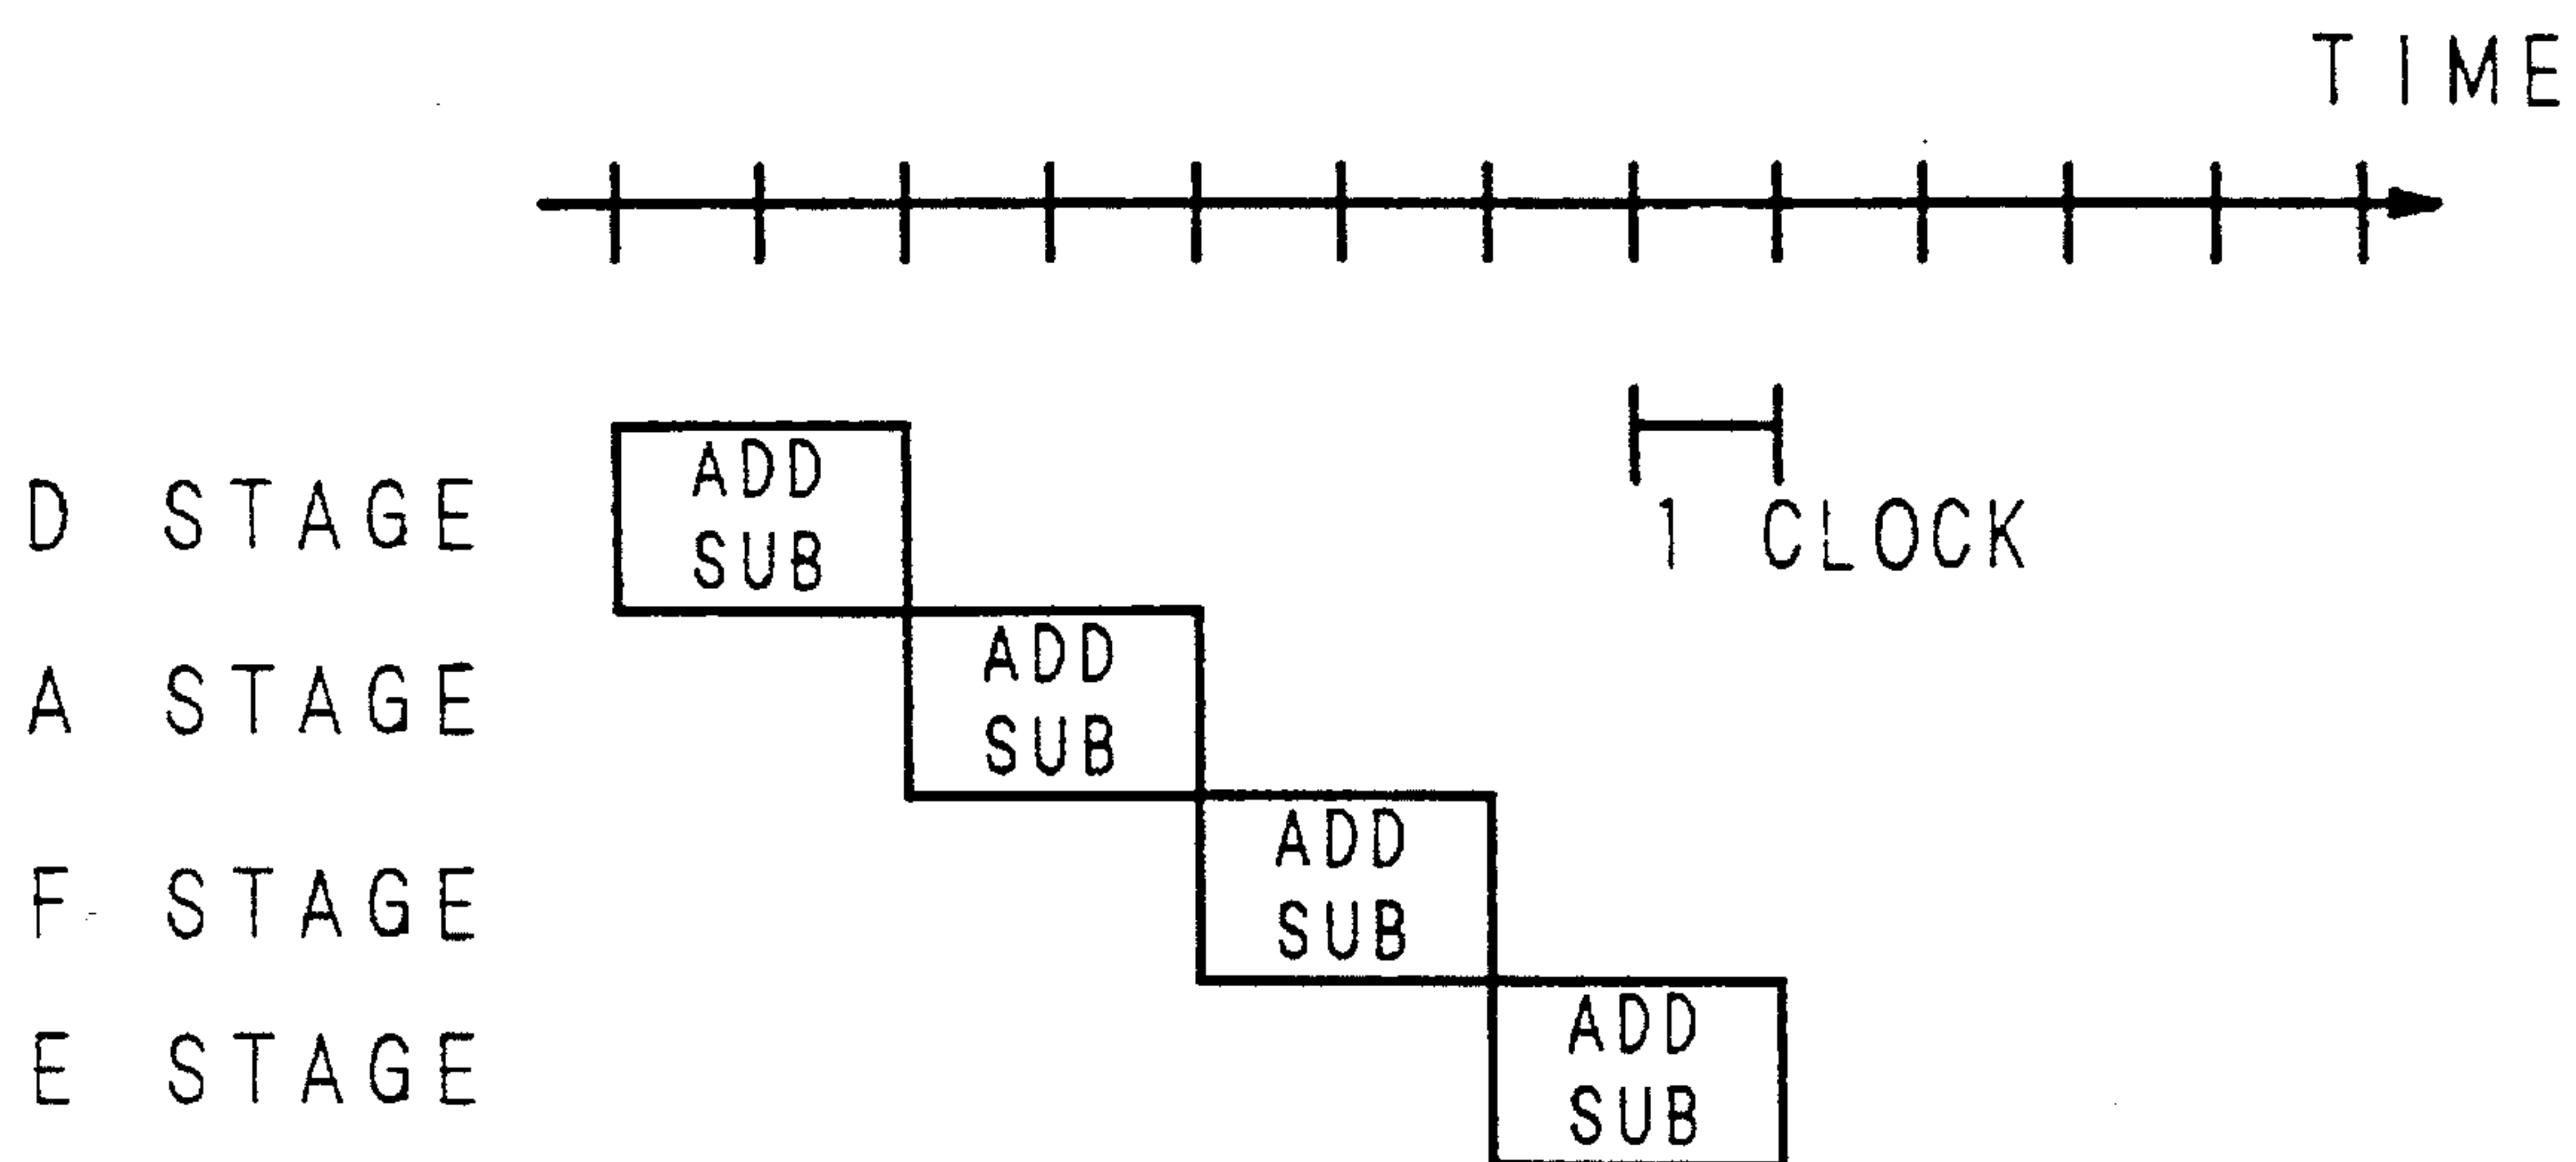 TIME
1 CLOCK
D STAGE
ADD
SUB
A STAGE
ADD
SUB
F STAGE
ADD
SUB
E STAGE
ADD
SUB